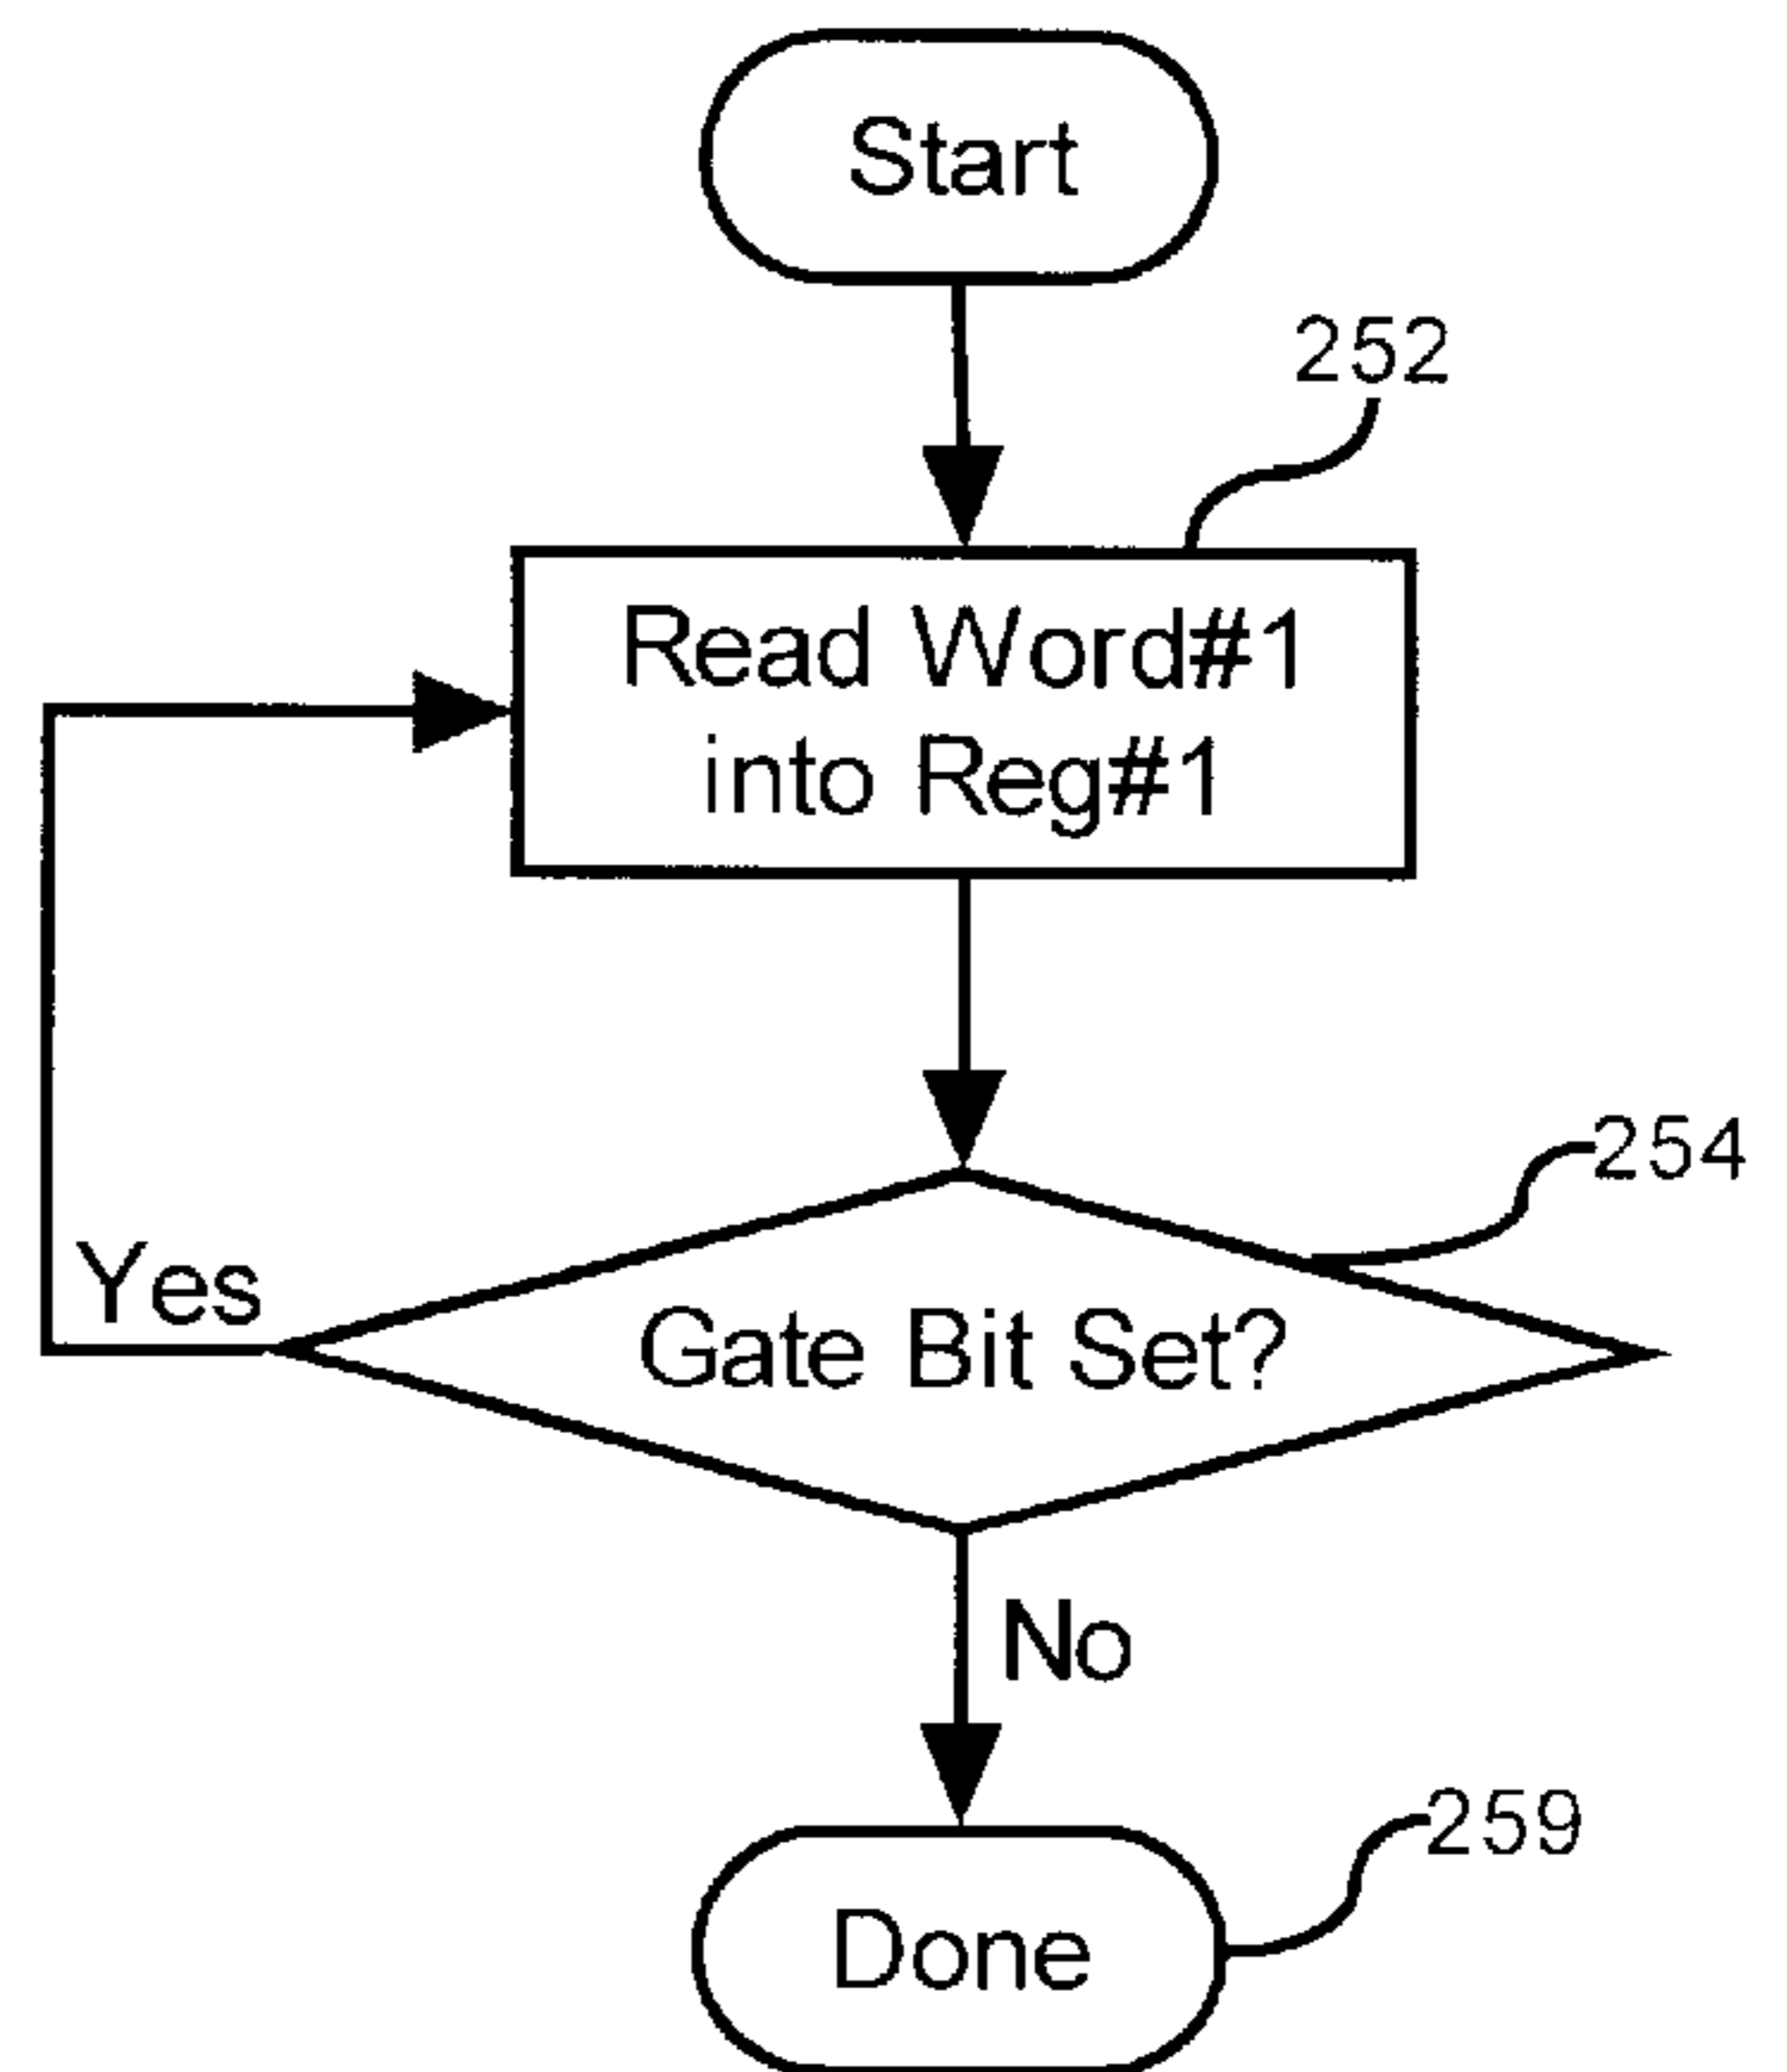 Start
252
Read Word#1
into Reg#1
254
Yes
Gate Bit Set?
No
259
Done